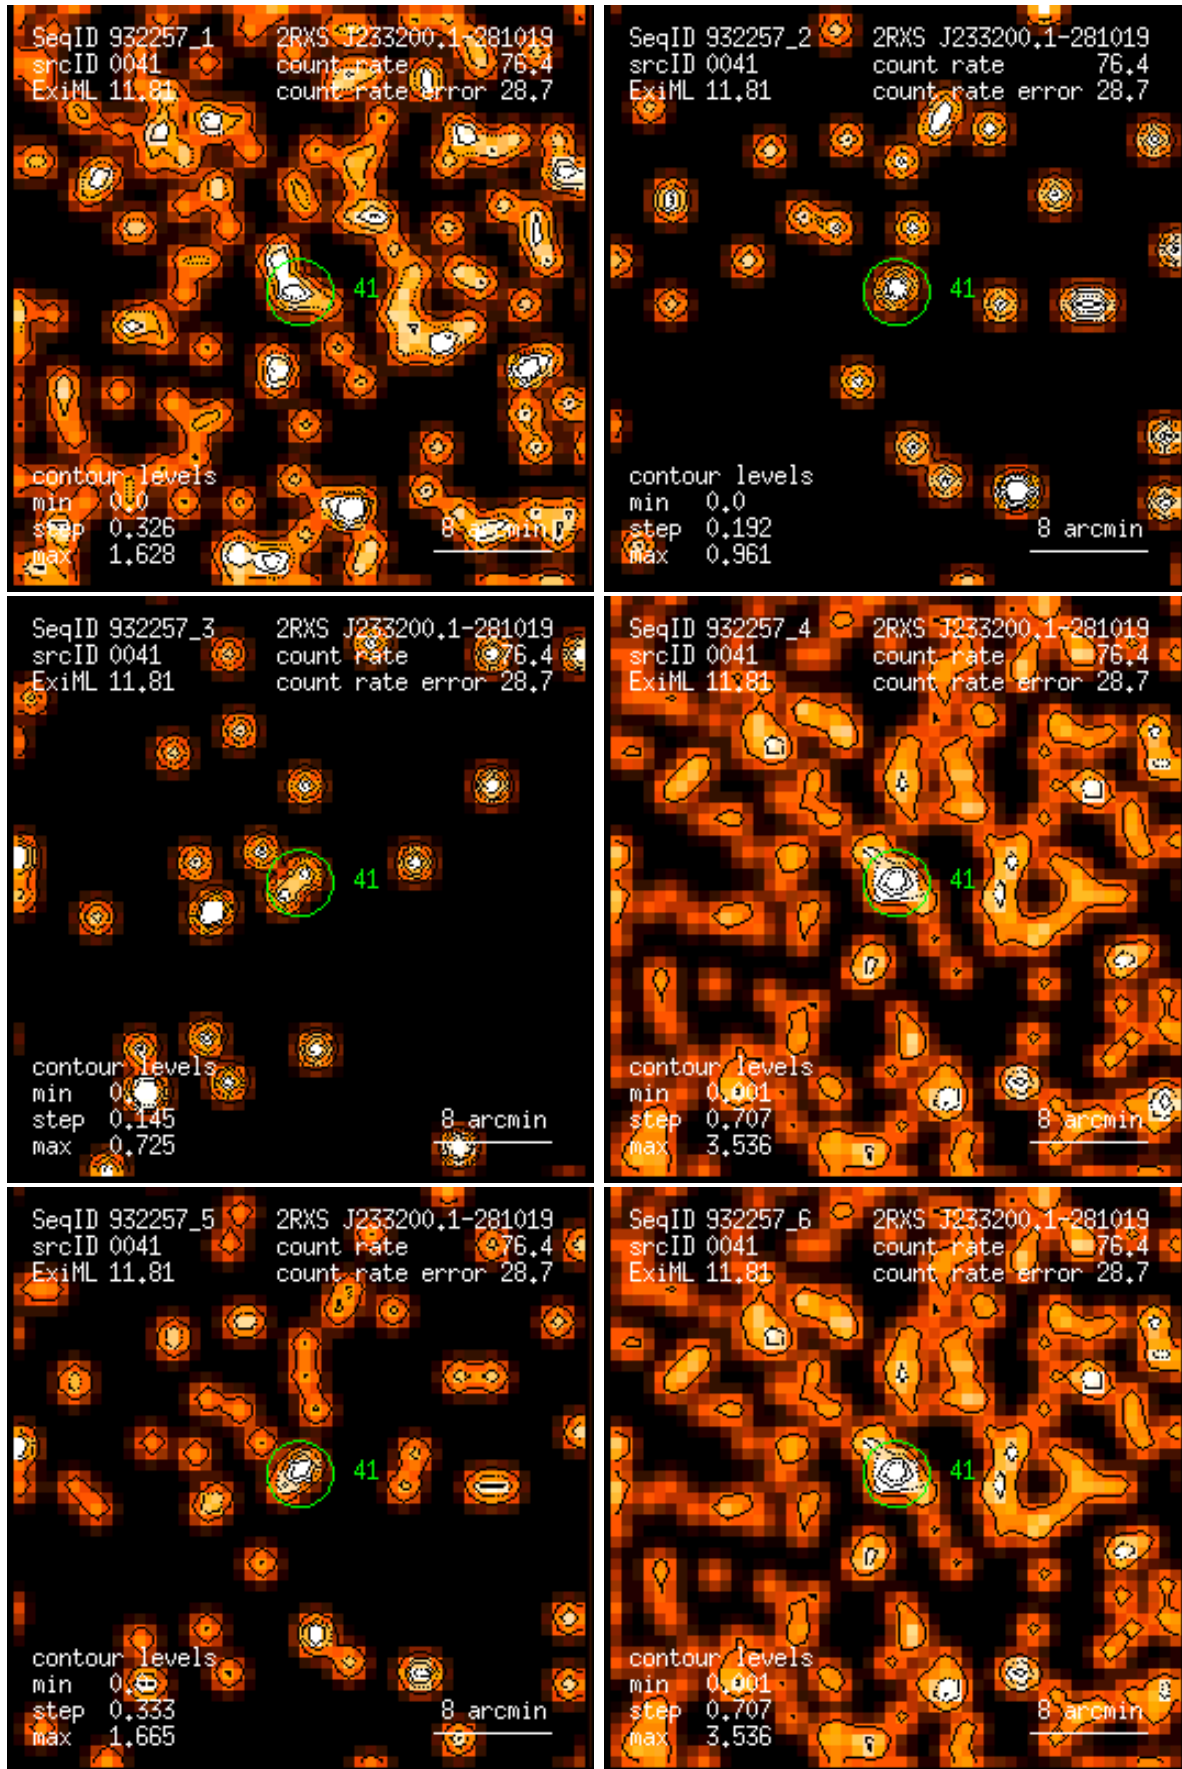 SeqID 932257_1 2RXS J233200.1-281019
srcID 0041 count rate 76.4
ExiML 11.81 count rate error 28.7
41
contour levels
min 0.0
step 0.326 8 arcmin
max 1.628
SeqID 932257_2 2RXS J233200.1-281019
srcID 0041 count rate 76.4
ExiML 11.81 count rate error 28.7
41
contour levels
min 0.0
step 0.192 8 arcmin
max 0.961
SeqID 932257_3 2RXS J233200.1-281019
srcID 0041 count rate 76.4
ExiML 11.81 count rate error 28.7
41
contour levels
min
step 0.145 8 arcmin
max 0.725
SeqID 932257_4 2RXS J233200.1-281019
srcID 0041 count rate 76.4
ExiML 11.81 count rate error 28.7
41
contour levels
min 0.001
step 0.707 8 arcmin
max 3.536
SeqID 932257_5 2RXS J233200.1-281019
srcID 0041 count rate 76.4
ExiML 11.81 count rate error 28.7
41
contour levels
min
step 0.333 8 arcmin
max 1.665
SeqID 932257_6 2RXS J233200.1-281019
srcID 0041 count rate 76.4
ExiML 11.81 count rate error 28.7
41
contour levels
min 0.001
step 0.707 8 arcmin
max 3.536